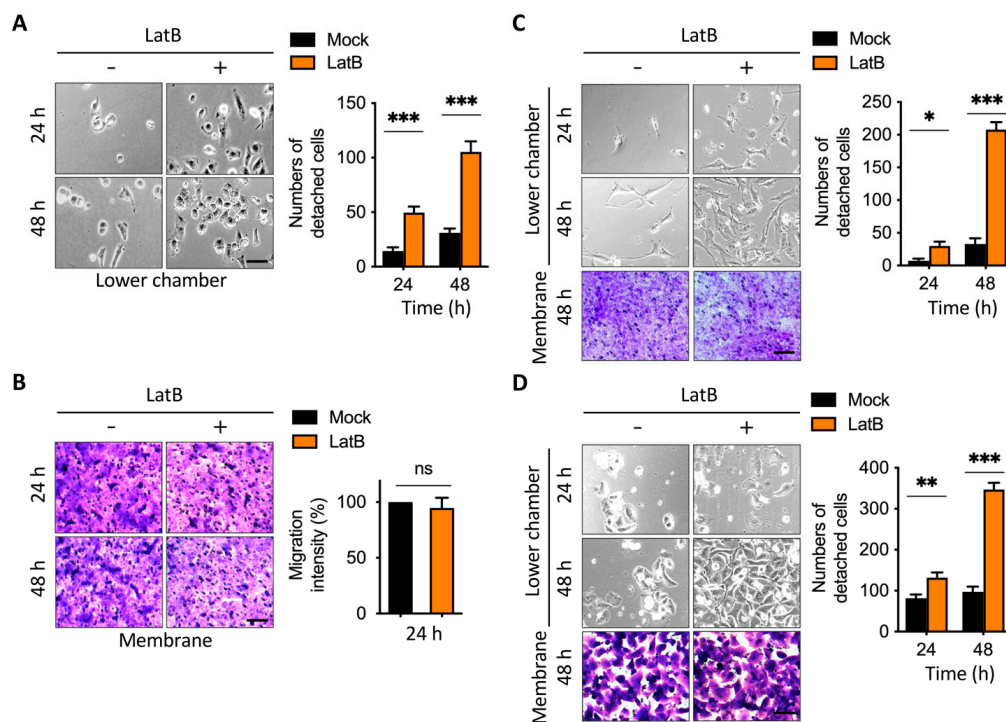 A
LatB
- +
24 h
48 h
Lower chamber
Mock
LatB
Numbers of
detached cells
150
100
50
0
***
***
24 48
Time (h)
B
LatB
- +
24 h
48 h
Membrane
Mock
LatB
Migration
intensity (%)
150
100
50
0
ns
24 h
C
LatB
- +
Lower chamber
24 h
48 h
Membrane
48 h
Mock
LatB
Numbers of
detached cells
250
200
150
100
50
0
*
***
24 48
Time (h)
D
LatB
- +
Lower chamber
24 h
48 h
Membrane
48 h
Mock
LatB
Numbers of
detached cells
400
300
200
100
0
**
***
24 48
Time (h)